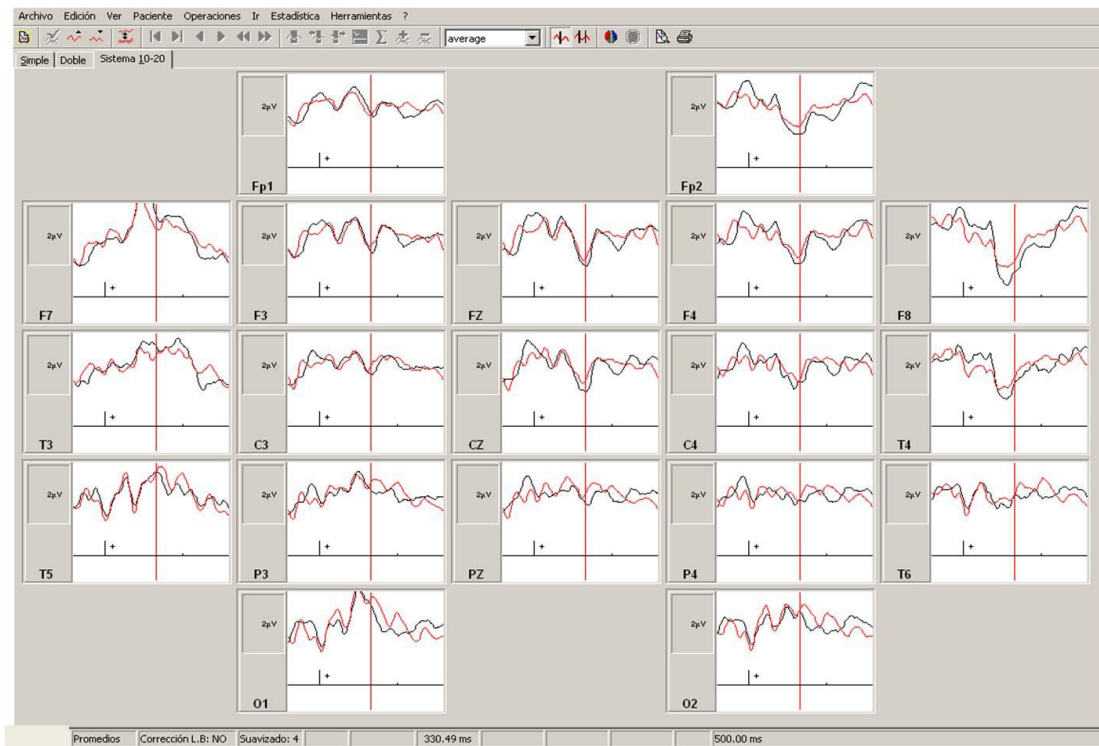 Archivo Edición Ver Paciente Operaciones Ir Estadística Herramientas ?
average
Simple Doble Sistema 10-20
2µV + Fp1
2µV + Fp2
2µV + F7
2µV + F3
2µV + FZ
2µV + F4
2µV + F8
2µV + T3
2µV + C3
2µV + CZ
2µV + C4
2µV + T4
2µV + T5
2µV + P3
2µV + PZ
2µV + P4
2µV + T6
2µV + O1
2µV + O2
Promedios Corrección L.B: NO Suavizado: 4 330.49 ms 500.00 ms